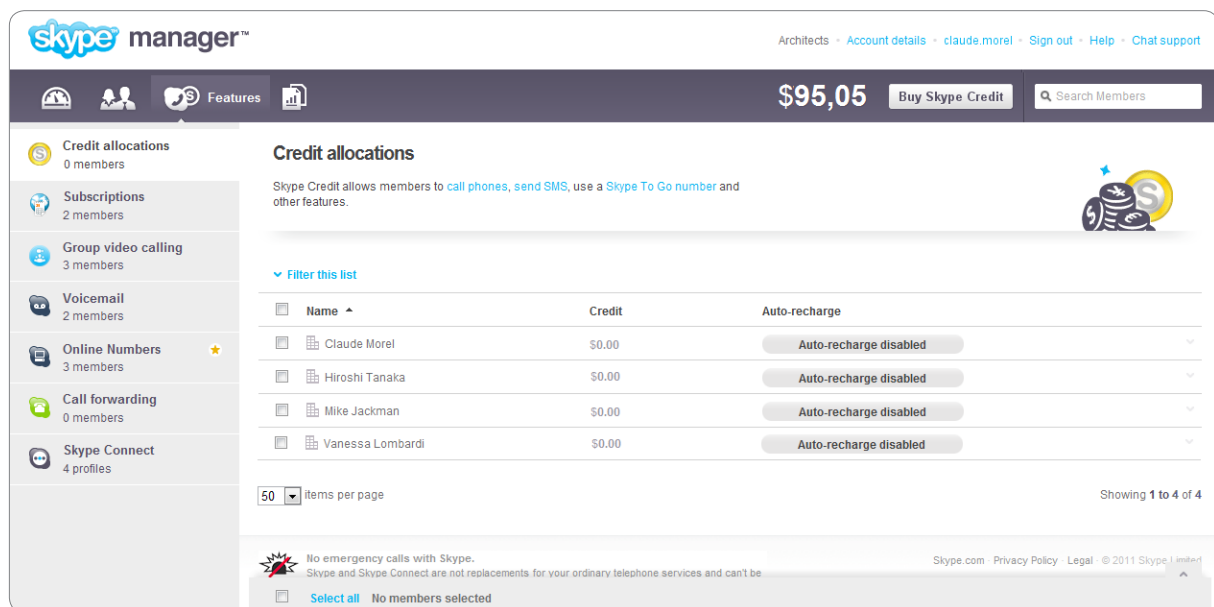 skype manager™
Architects • Account details • claude.morel • Sign out • Help • Chat support
Features
$95,05
Buy Skype Credit
Search Members
Credit allocations
0 members
Subscriptions
2 members
Group video calling
3 members
Voicemail
2 members
Online Numbers
3 members
Call forwarding
0 members
Skype Connect
4 profiles
Credit allocations
Skype Credit allows members to call phones, send SMS, use a Skype To Go number and
other features.
Filter this list
Name Credit Auto-recharge
Claude Morel $0.00 Auto-recharge disabled
Hiroshi Tanaka $0.00 Auto-recharge disabled
Mike Jackman $0.00 Auto-recharge disabled
Vanessa Lombardi $0.00 Auto-recharge disabled
50 items per page
Showing 1 to 4 of 4
No emergency calls with Skype.
Skype and Skype Connect are not replacements for your ordinary telephone services and can't be
Skype.com · Privacy Policy · Legal · © 2011 Skype Limited
Select all No members selected